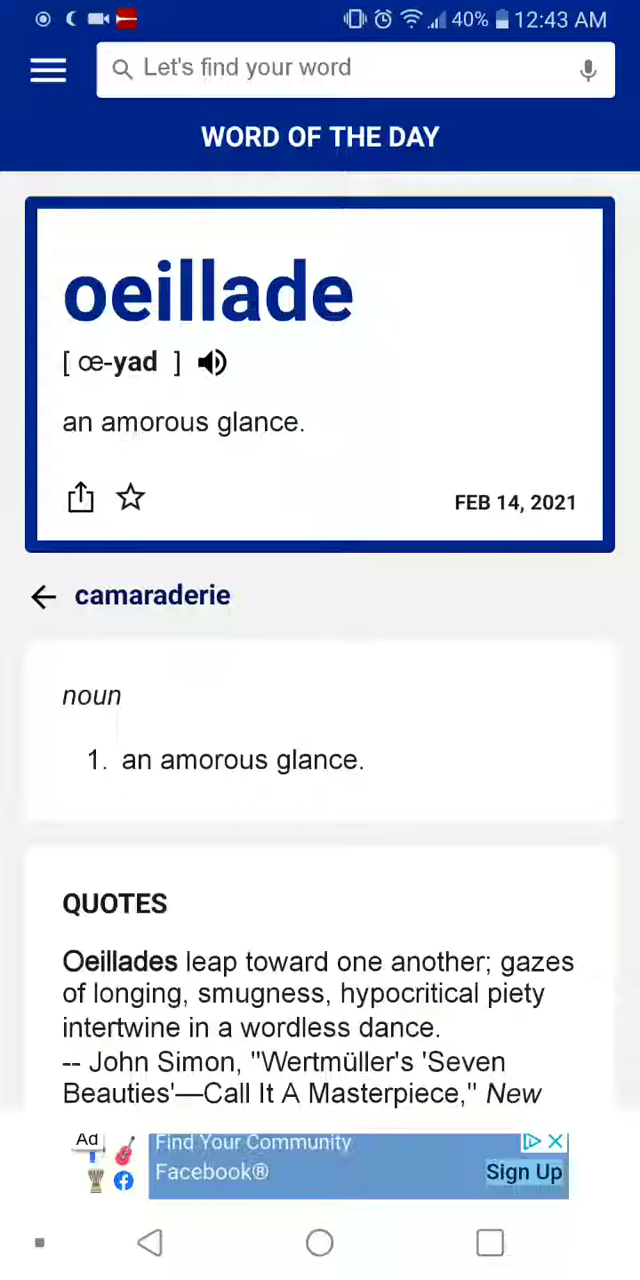 40% 12:43 AM
Let's find your word
WORD OF THE DAY
oeillade
[ œ-yad ]
an amorous glance.
FEB 14, 2021
camaraderie
noun
1. an amorous glance.
QUOTES
Oeillades leap toward one another; gazes
of longing, smugness, hypocritical piety
intertwine in a wordless dance.
-- John Simon, "Wertmüller's 'Seven
Beauties'—Call It A Masterpiece," New
Ad
Find Your Community
Facebook®
Sign Up